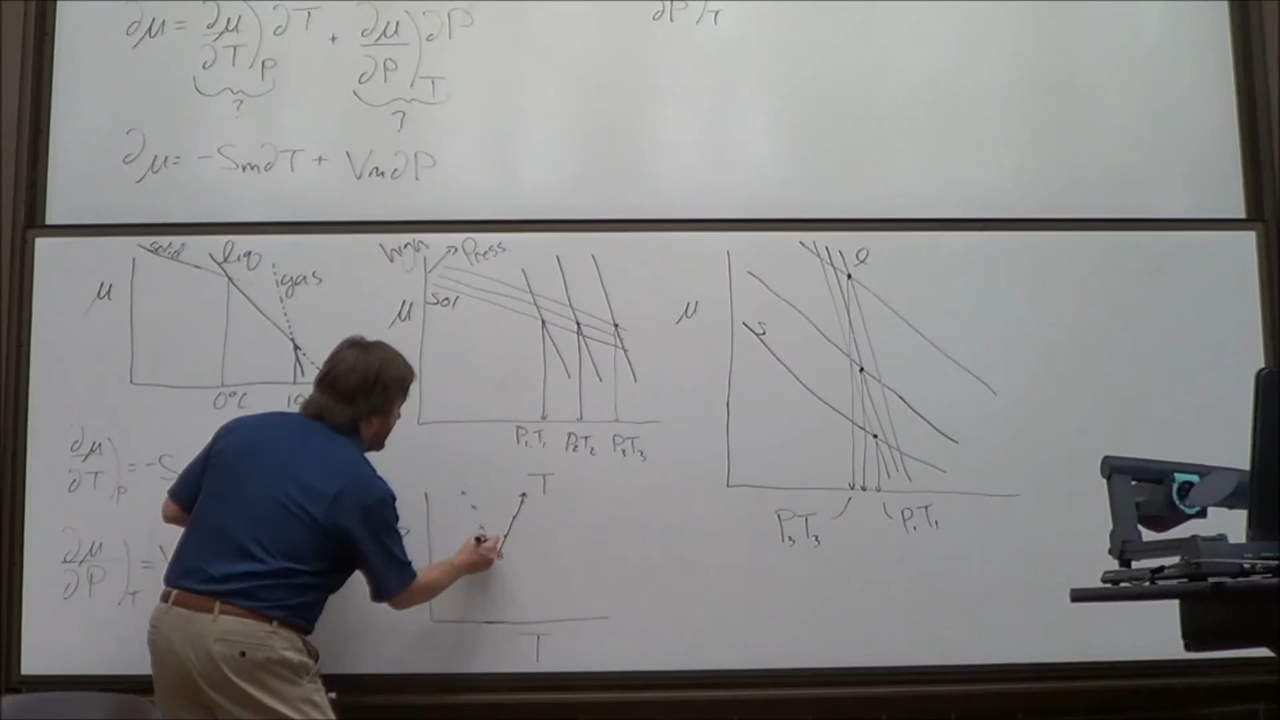 ∂μ = ∂μ/∂T)P ∂T + ∂μ/∂P)T ∂P
? ?
∂P)T
∂μ = -Sm∂T + Vm∂P
solid liq gas
μ
0°C
high Press.
μ
sol
P1T1 P2T2 P3T3
T
μ
l
s
P3T3 P1T1
∂μ/∂T)P = -S
∂μ/∂P)T =
T
T